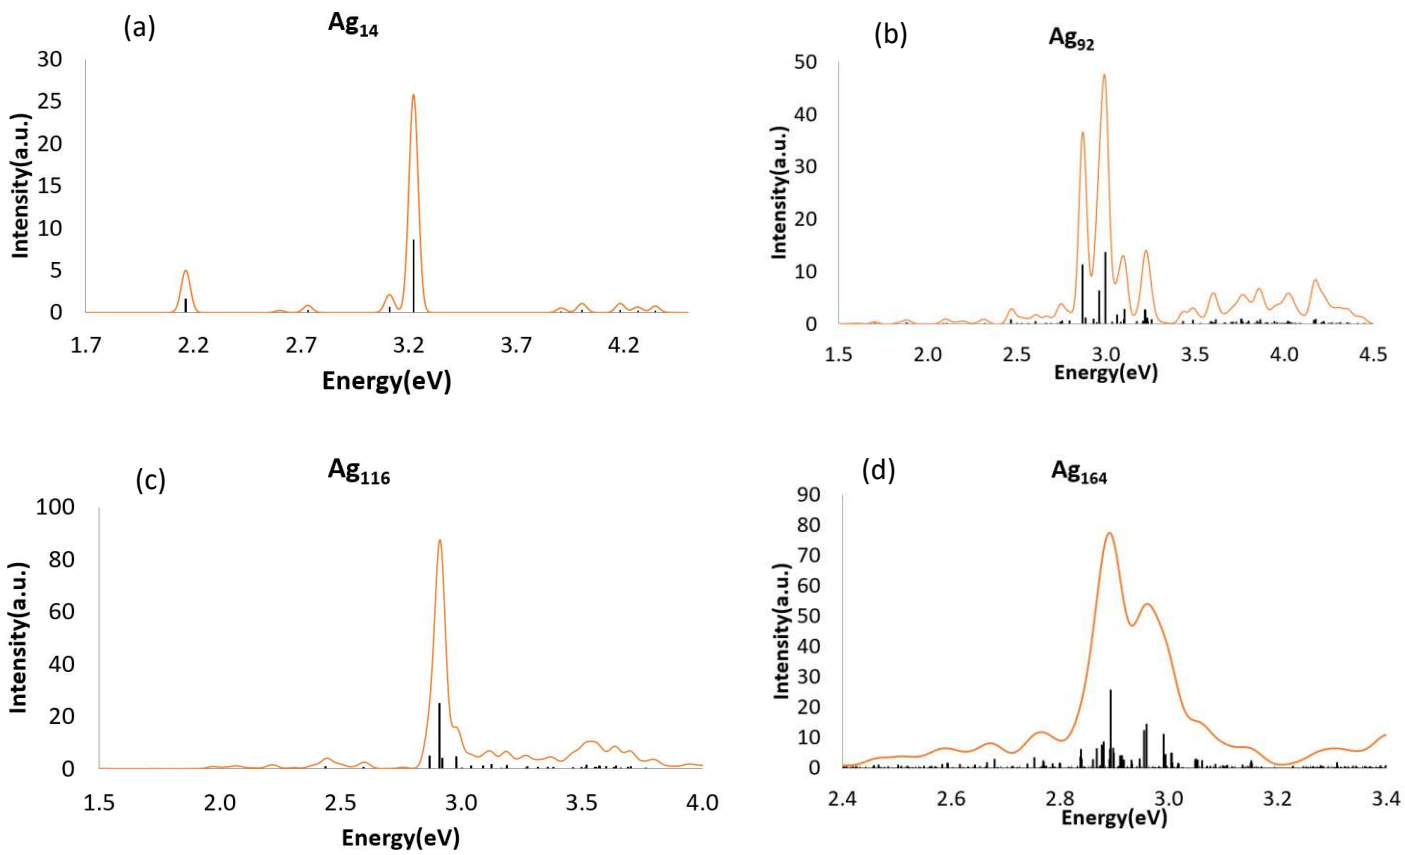 (a)
Ag14
Intensity(a.u.)
30
25
20
15
10
5
0
1.7 2.2 2.7 3.2 3.7 4.2
Energy(eV)
(b)
Ag92
Intensity(a.u.)
50
40
30
20
10
0
1.5 2.0 2.5 3.0 3.5 4.0 4.5
Energy(eV)
(c)
Ag116
Intensity(a.u.)
100
80
60
40
20
0
1.5 2.0 2.5 3.0 3.5 4.0
Energy(eV)
(d)
Ag164
Intensity(a.u.)
90
80
70
60
50
40
30
20
10
0
2.4 2.6 2.8 3.0 3.2 3.4
Energy(eV)